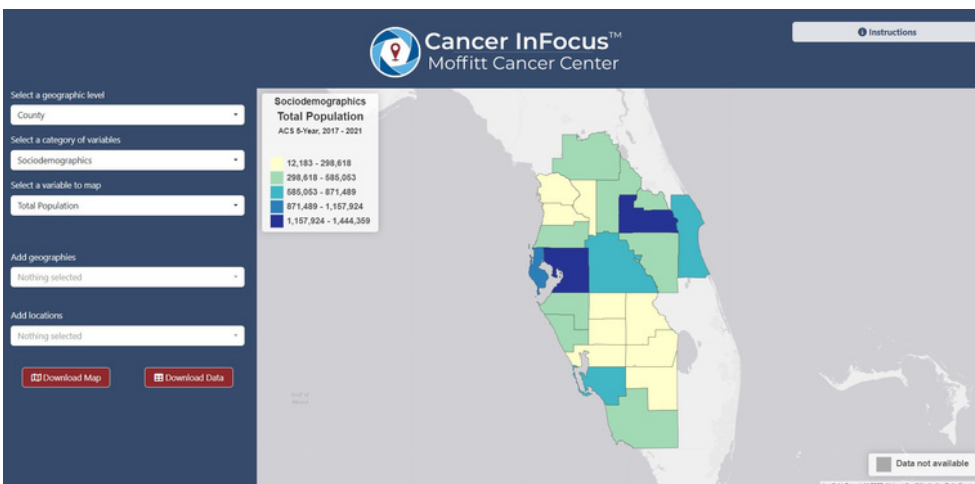 Cancer InFocus™
Moffitt Cancer Center
Instructions
Select a geographic level
County
Select a category of variables
Sociodemographics
Select a variable to map
Total Population
Add geographies
Nothing selected
Add locations
Nothing selected
Download Map
Download Data
Sociodemographics
Total Population
ACS 5-Year, 2017 - 2021
12,183 - 298,618
298,618 - 585,053
585,053 - 871,489
871,489 - 1,157,924
1,157,924 - 1,444,359
Gulf of
Data not available